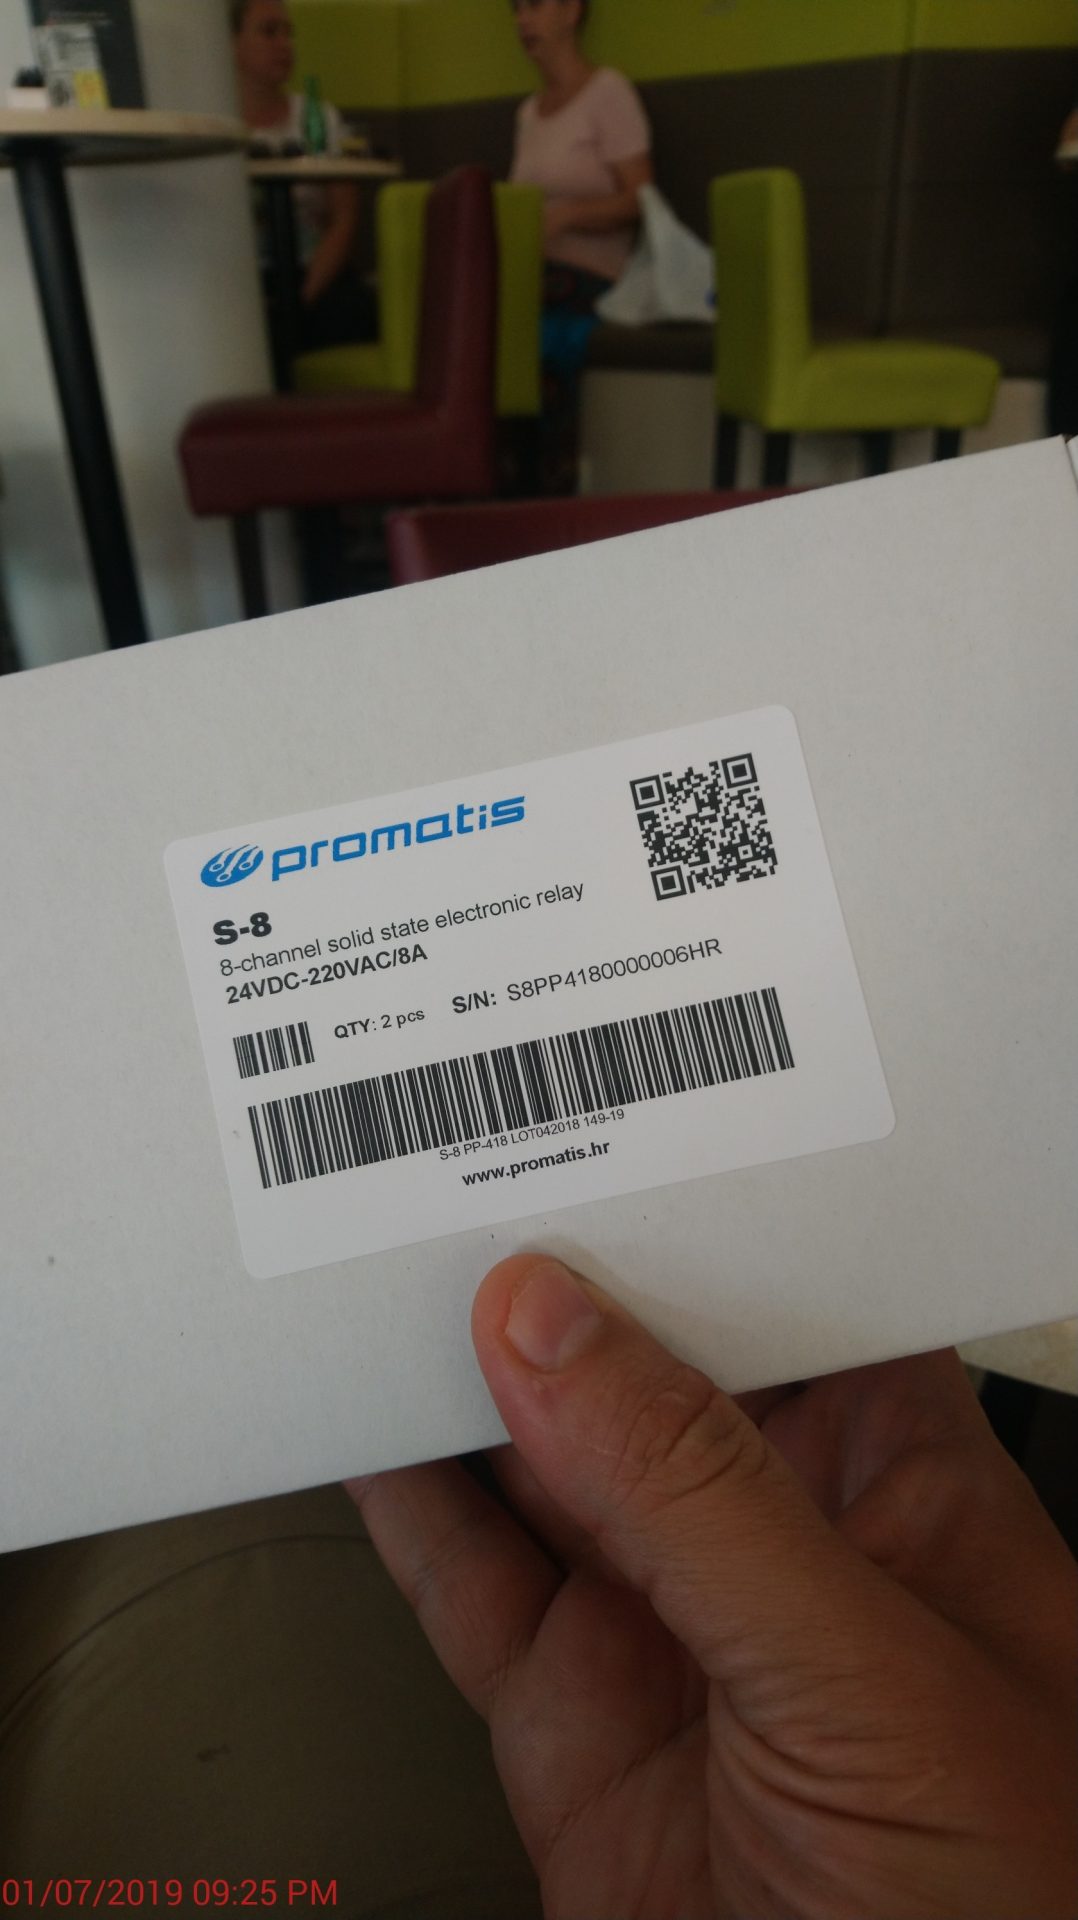 promatis
S-8
8-channel solid state electronic relay
24VDC-220VAC/8A
QTY: 2 pcs S/N: S8PP4180000006HR
S-8 PP-418 LOT042018 149-19
www.promatis.hr
01/07/2019 09:25 PM